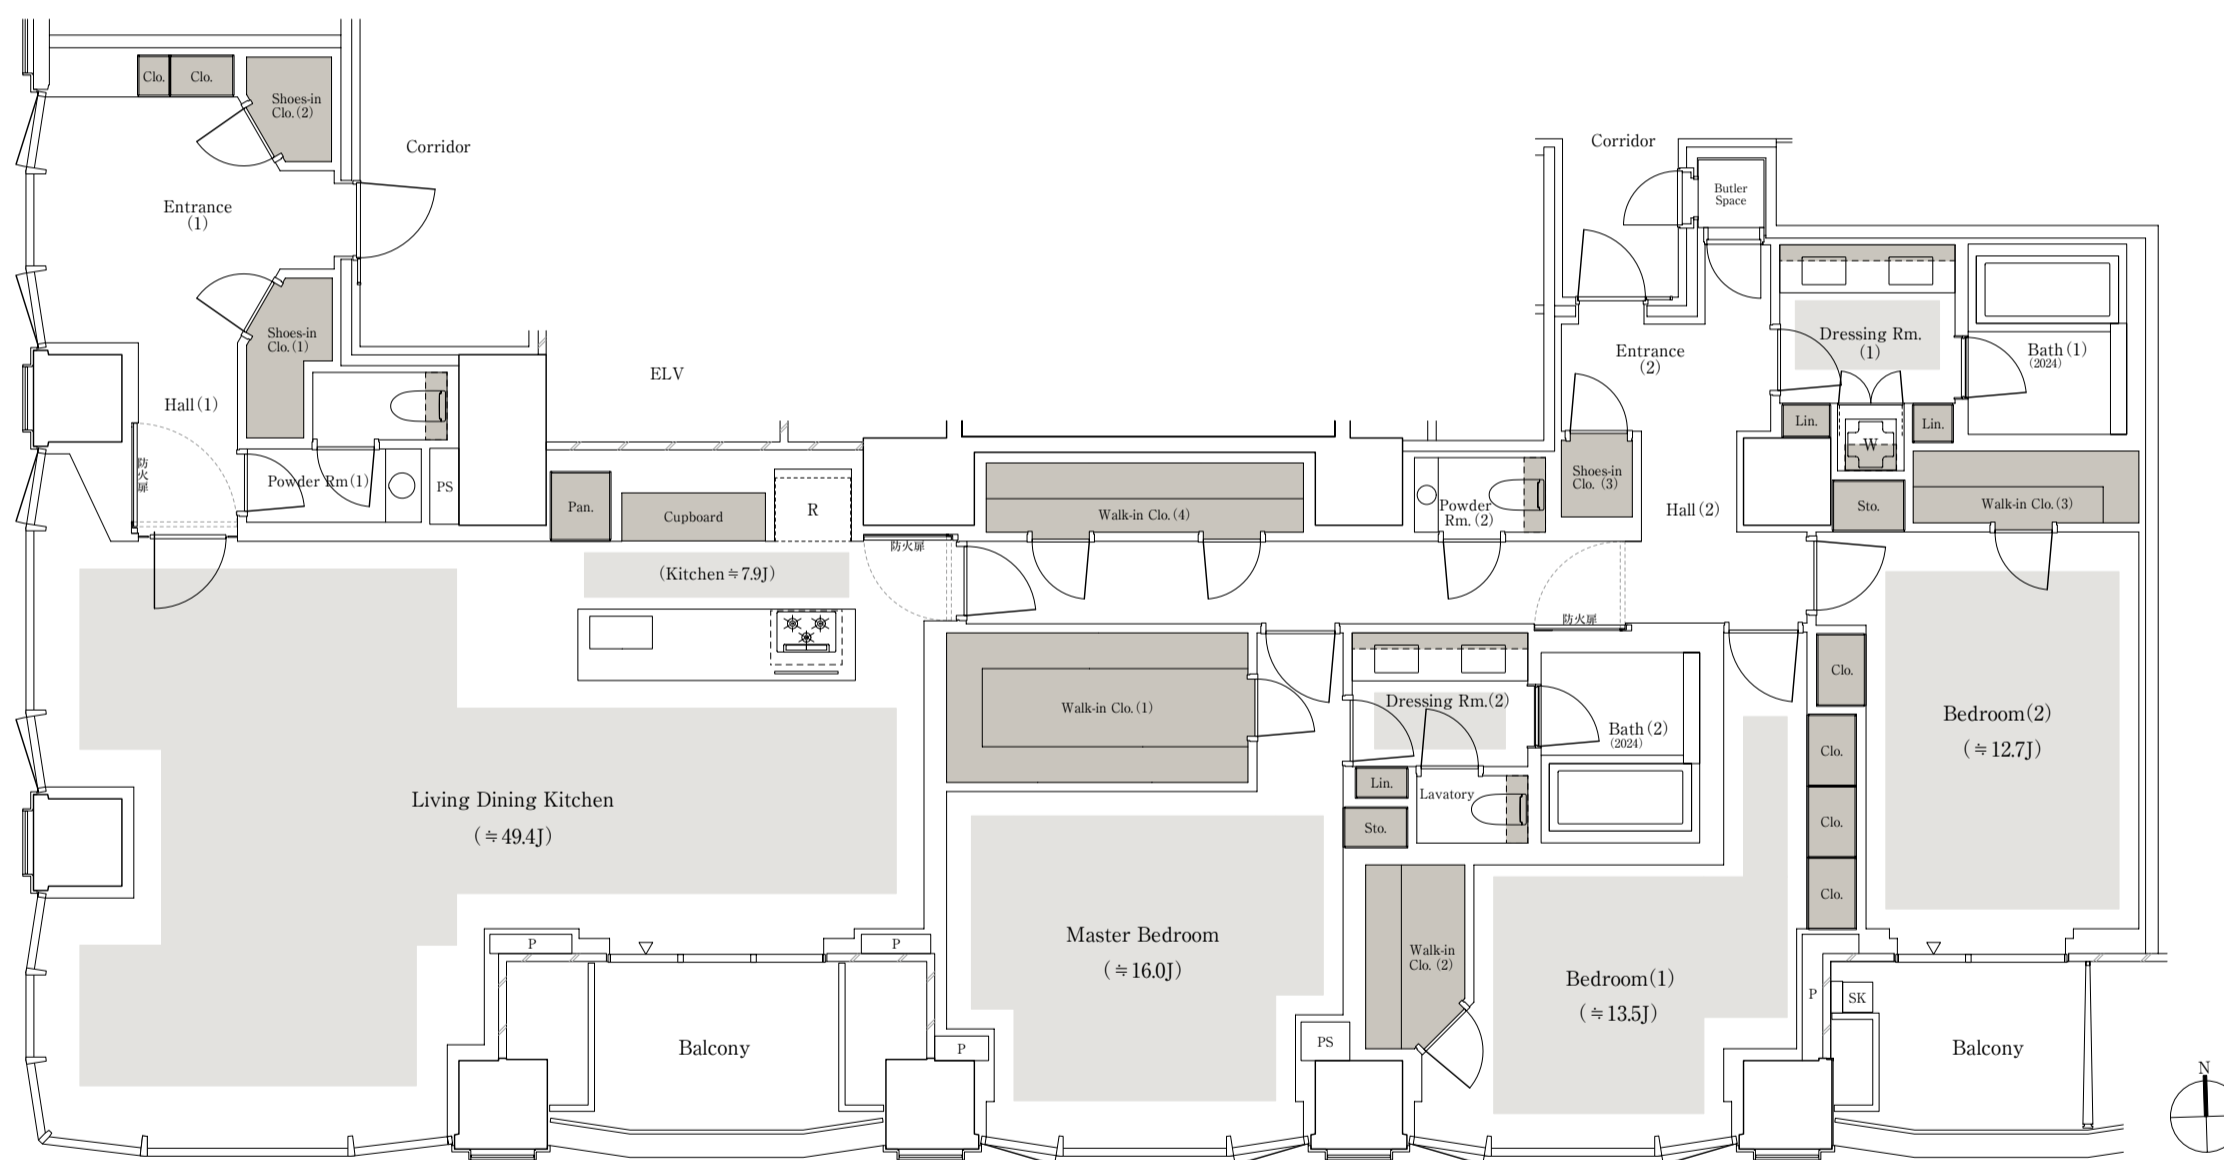 Clo.
Clo.
Shoes-in
Clo.(2)
Corridor
Entrance
(1)
Shoes-in
Clo.(1)
Hall(1)
防火扉
Powder Rm(1)
PS
ELV
Pan.
Cupboard
R
(Kitchen≒7.9J)
防火扉
Walk-in Clo.(4)
Powder
Rm.(2)
Corridor
Butler
Space
Entrance
(2)
Shoes-in
Clo.(3)
Hall(2)
防火扉
Dressing Rm.
(1)
Bath(1)
(2024)
Lin.
W
Lin.
Sto.
Walk-in Clo.(3)
Living Dining Kitchen
(≒49.4J)
Walk-in Clo.(1)
Dressing Rm.(2)
Bath(2)
(2024)
Lin.
Lavatory
Sto.
Clo.
Clo.
Clo.
Clo.
Bedroom(2)
(≒12.7J)
Master Bedroom
(≒16.0J)
Walk-in
Clo.(2)
Bedroom(1)
(≒13.5J)
P
P
P
PS
P
SK
Balcony
Balcony
N